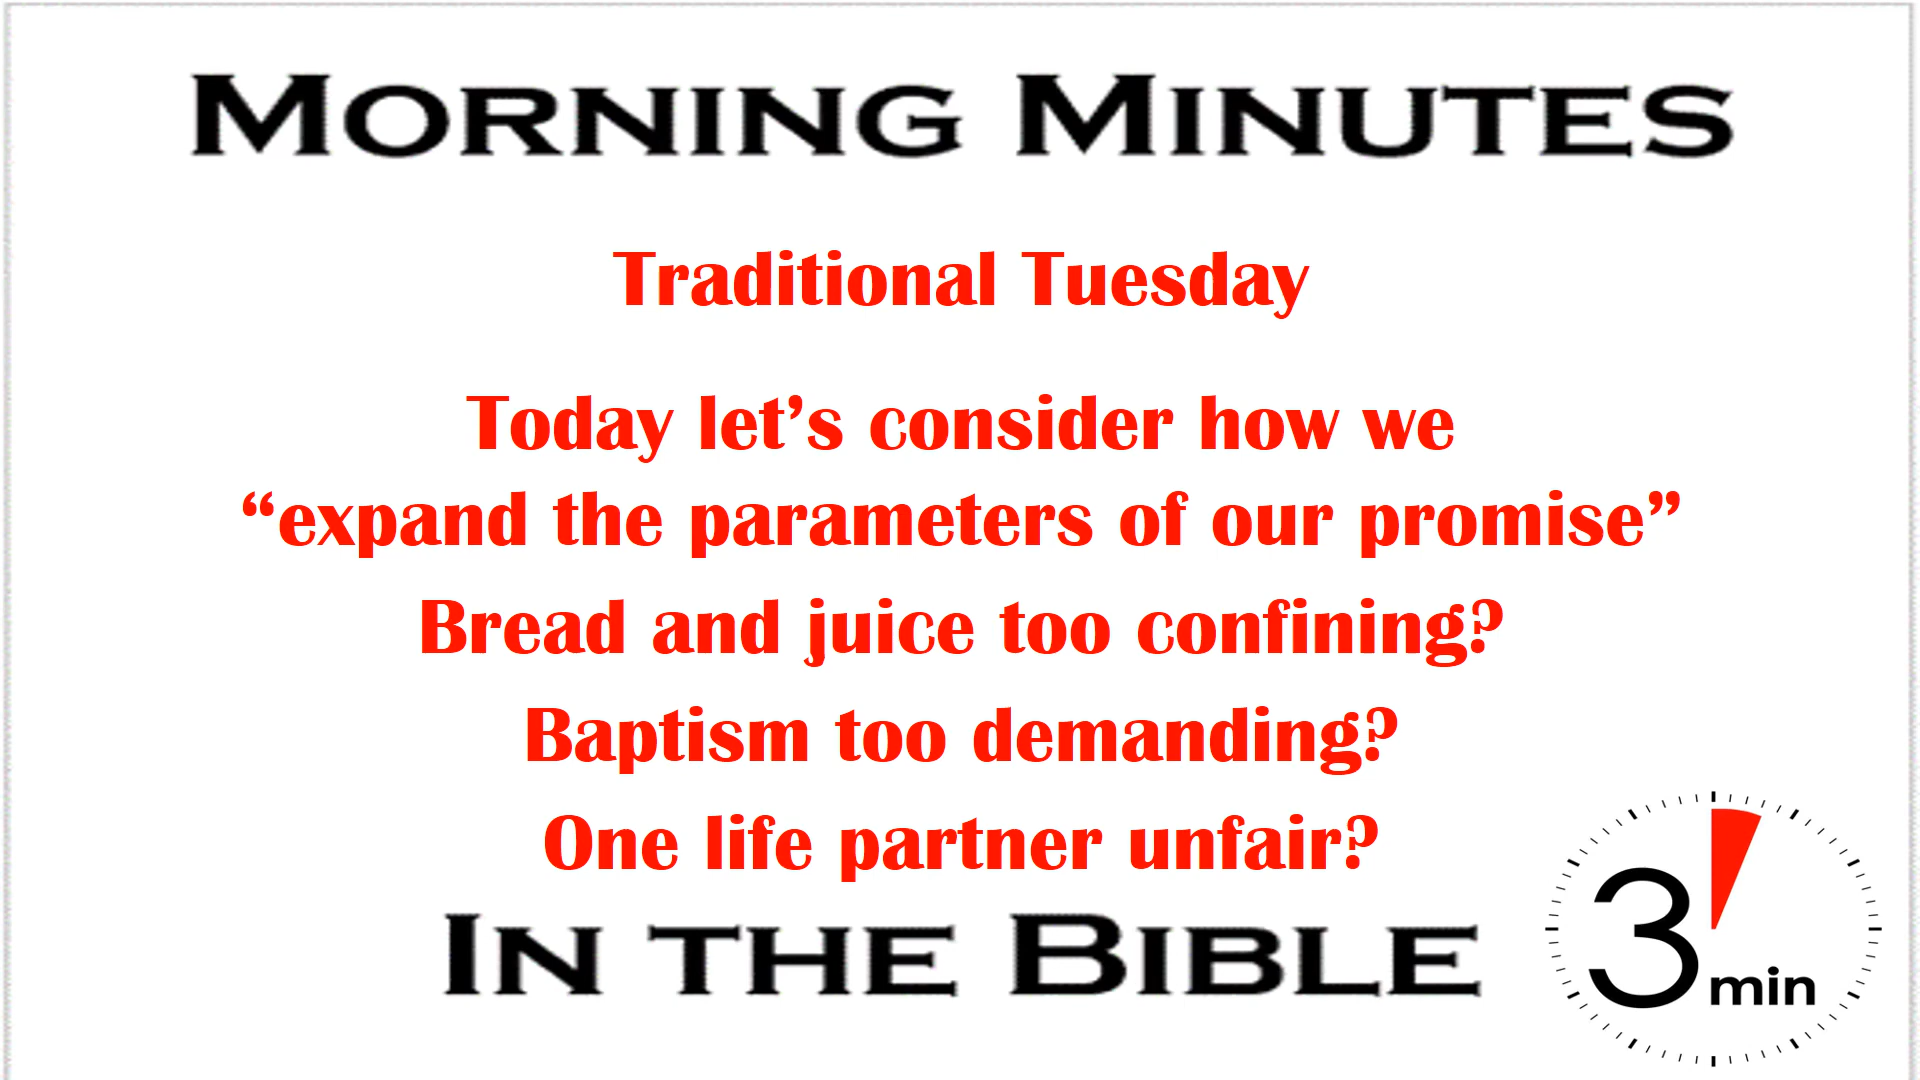 MORNING MINUTES
Traditional Tuesday
Today let’s consider how we
“expand the parameters of our promise”
Bread and juice too confining?
Baptism too demanding?
One life partner unfair?
IN THE BIBLE
3 min